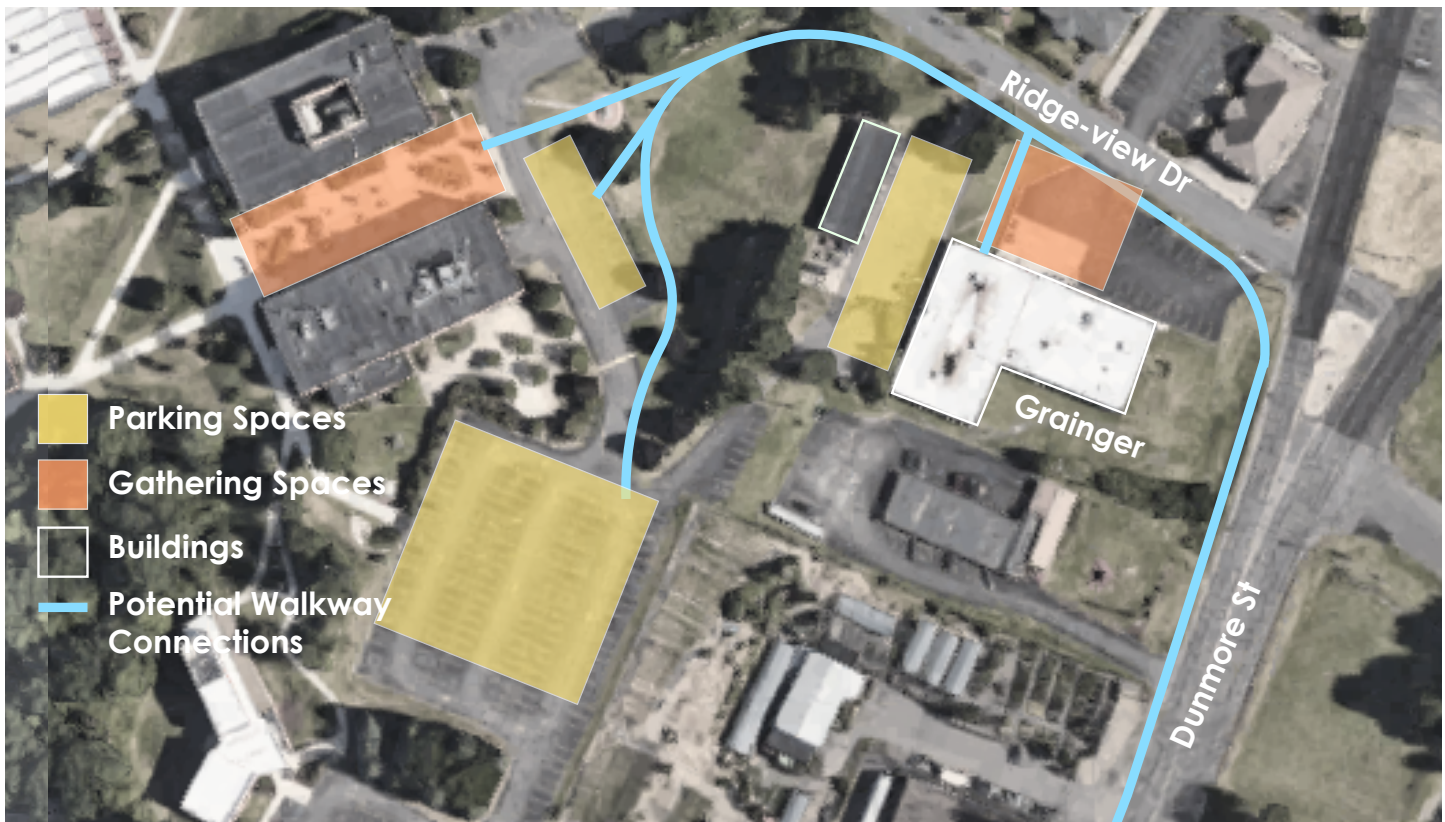 Ridge-view Dr
Grainger
Dunmore St
Parking Spaces
Gathering Spaces
Buildings
Potential Walkway
Connections